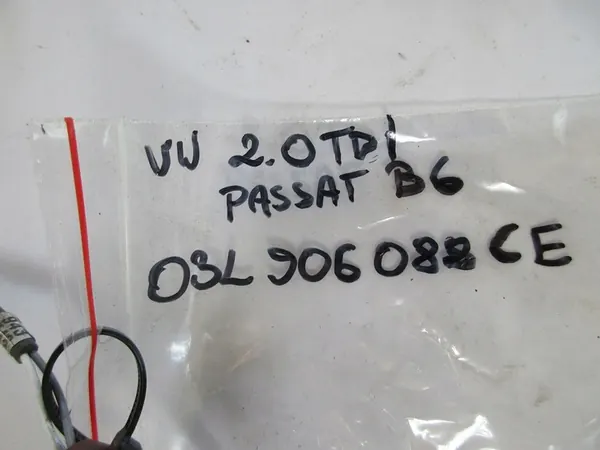 VW 2.0TDI
PASSAT B6
03L 906 088 CE